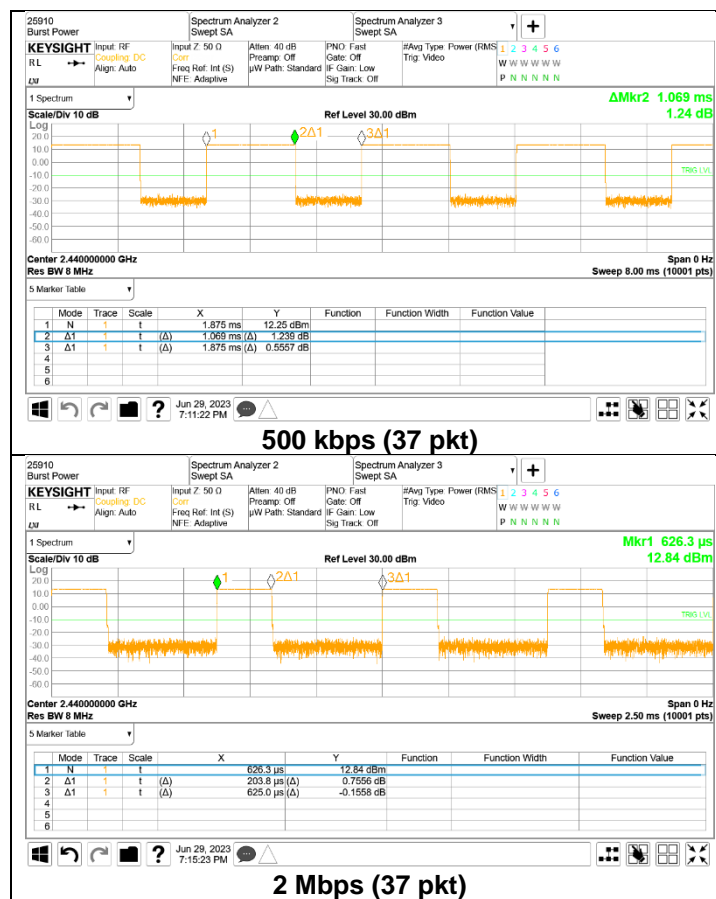 25910 Burst Power Spectrum Analyzer 2 Swept SA Spectrum Analyzer 3 Swept SA
KEYSIGHT Input: RF Input Z: 50 Ω Atten: 40 dB PNO: Fast #Avg Type: Power (RMS 1 2 3 4 5 6
RL Coupling: DC Corr Preamp: Off Gate: Off Trig: Video W W W W W W
Align: Auto Freq Ref: Int (S) µW Path: Standard IF Gain: Low
LXI NFE: Adaptive Sig Track: Off P N N N N N
1 Spectrum ΔMkr2 1.069 ms
Scale/Div 10 dB Ref Level 30.00 dBm 1.24 dB
Log
20.0 1 2Δ1 3Δ1
10.0
0.00
-10.0 TRIG LVL
-20.0
-30.0
-40.0
-50.0
-60.0
Center 2.440000000 GHz Span 0 Hz
Res BW 8 MHz Sweep 8.00 ms (10001 pts)
5 Marker Table
Mode Trace Scale X Y Function Function Width Function Value
1 N 1 t 1.875 ms 12.25 dBm
2 Δ1 1 t (Δ) 1.069 ms (Δ) 1.239 dB
3 Δ1 1 t (Δ) 1.875 ms (Δ) 0.5557 dB
4
5
6
? Jun 29, 2023
7:11:22 PM
500 kbps (37 pkt)
25910 Burst Power Spectrum Analyzer 2 Swept SA Spectrum Analyzer 3 Swept SA
KEYSIGHT Input: RF Input Z: 50 Ω Atten: 40 dB PNO: Fast #Avg Type: Power (RMS 1 2 3 4 5 6
RL Coupling: DC Corr Preamp: Off Gate: Off Trig: Video W W W W W W
Align: Auto Freq Ref: Int (S) µW Path: Standard IF Gain: Low
LXI NFE: Adaptive Sig Track: Off P N N N N N
1 Spectrum Mkr1 626.3 µs
Scale/Div 10 dB Ref Level 30.00 dBm 12.84 dBm
Log
20.0 1 2Δ1 3Δ1
10.0
0.00
-10.0 TRIG LVL
-20.0
-30.0
-40.0
-50.0
-60.0
Center 2.440000000 GHz Span 0 Hz
Res BW 8 MHz Sweep 2.50 ms (10001 pts)
5 Marker Table
Mode Trace Scale X Y Function Function Width Function Value
1 N 1 t 626.3 µs 12.84 dBm
2 Δ1 1 t (Δ) 203.8 µs (Δ) 0.7556 dB
3 Δ1 1 t (Δ) 625.0 µs (Δ) -0.1558 dB
4
5
6
? Jun 29, 2023
7:15:23 PM
2 Mbps (37 pkt)